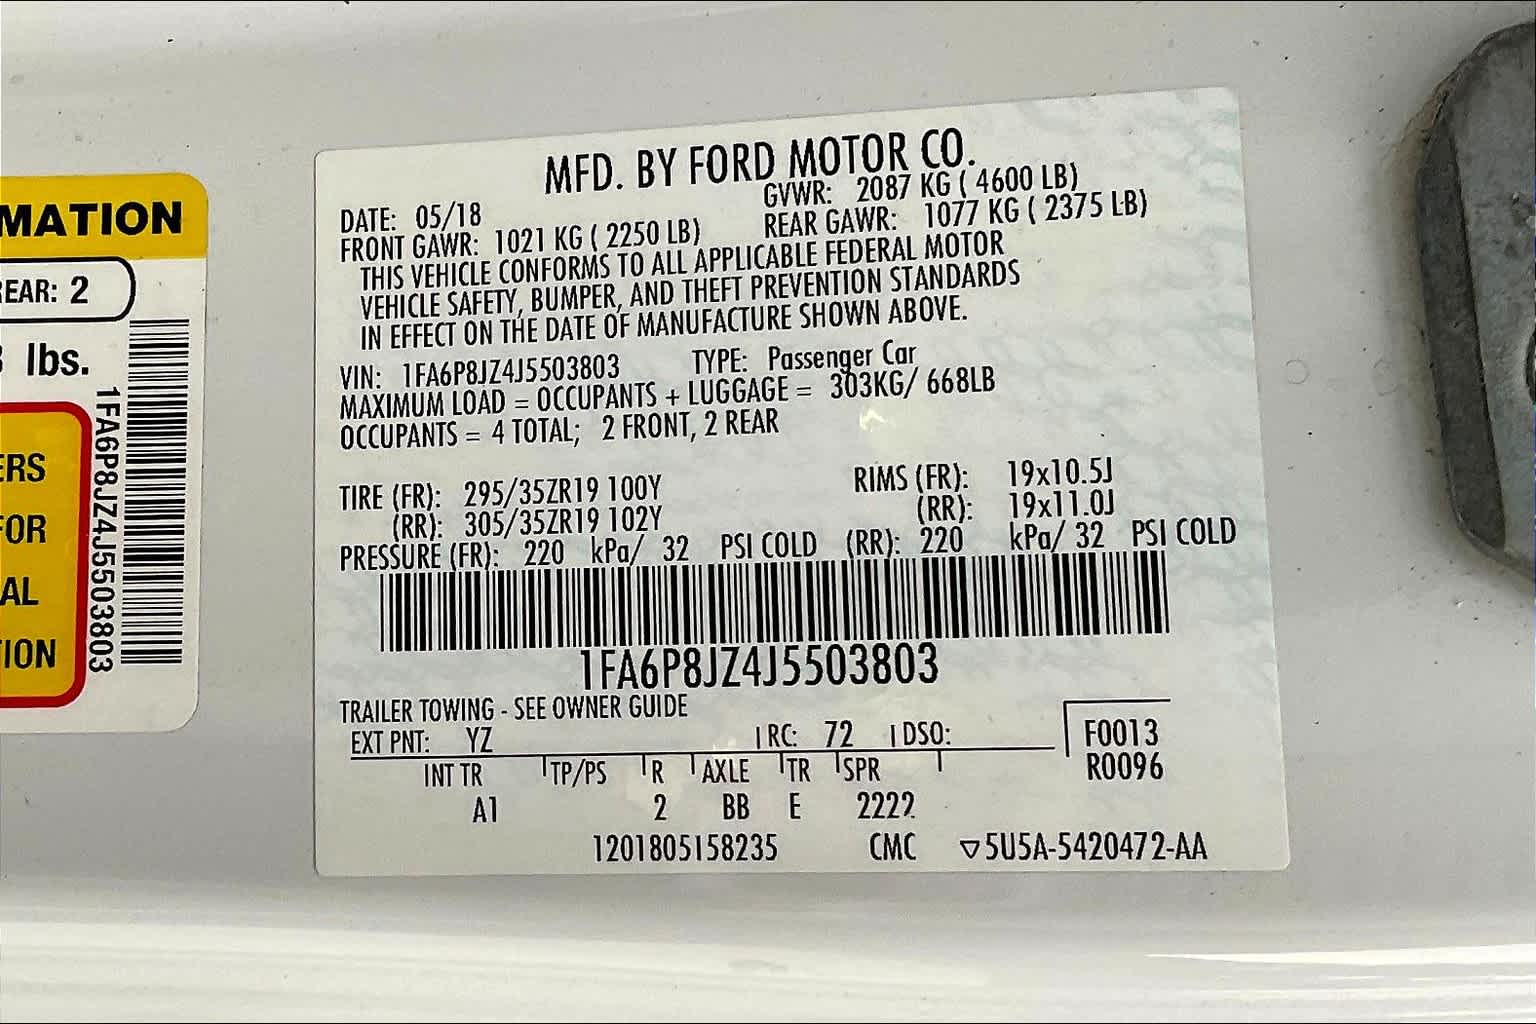 MATION
REAR: 2
lbs.
1FA6P8JZ4J5503803
ERS
FOR
AL
TION
MFD. BY FORD MOTOR CO.
DATE: 05/18 GVWR: 2087 KG ( 4600 LB)
FRONT GAWR: 1021 KG ( 2250 LB) REAR GAWR: 1077 KG ( 2375 LB)
THIS VEHICLE CONFORMS TO ALL APPLICABLE FEDERAL MOTOR
VEHICLE SAFETY, BUMPER, AND THEFT PREVENTION STANDARDS
IN EFFECT ON THE DATE OF MANUFACTURE SHOWN ABOVE.
VIN: 1FA6P8JZ4J5503803 TYPE: Passenger Car
MAXIMUM LOAD = OCCUPANTS + LUGGAGE = 303KG/ 668LB
OCCUPANTS = 4 TOTAL; 2 FRONT, 2 REAR
TIRE (FR): 295/35ZR19 100Y RIMS (FR): 19x10.5J
(RR): 305/35ZR19 102Y (RR): 19x11.0J
PRESSURE (FR): 220 kPa/ 32 PSI COLD (RR): 220 kPa/ 32 PSI COLD
1FA6P8JZ4J5503803
TRAILER TOWING - SEE OWNER GUIDE
EXT PNT: YZ RC: 72 DSO: F0013
INT TR TP/PS R AXLE TR SPR R0096
A1 2 BB E 2222
1201805158235 CMC ▽5U5A-5420472-AA